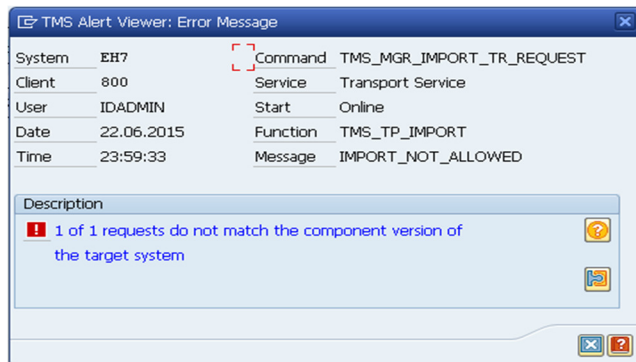 TMS Alert Viewer: Error Message
System EH7 Command TMS_MGR_IMPORT_TR_REQUEST
Client 800 Service Transport Service
User IDADMIN Start Online
Date 22.06.2015 Function TMS_TP_IMPORT
Time 23:59:33 Message IMPORT_NOT_ALLOWED
Description
1 of 1 requests do not match the component version of
the target system